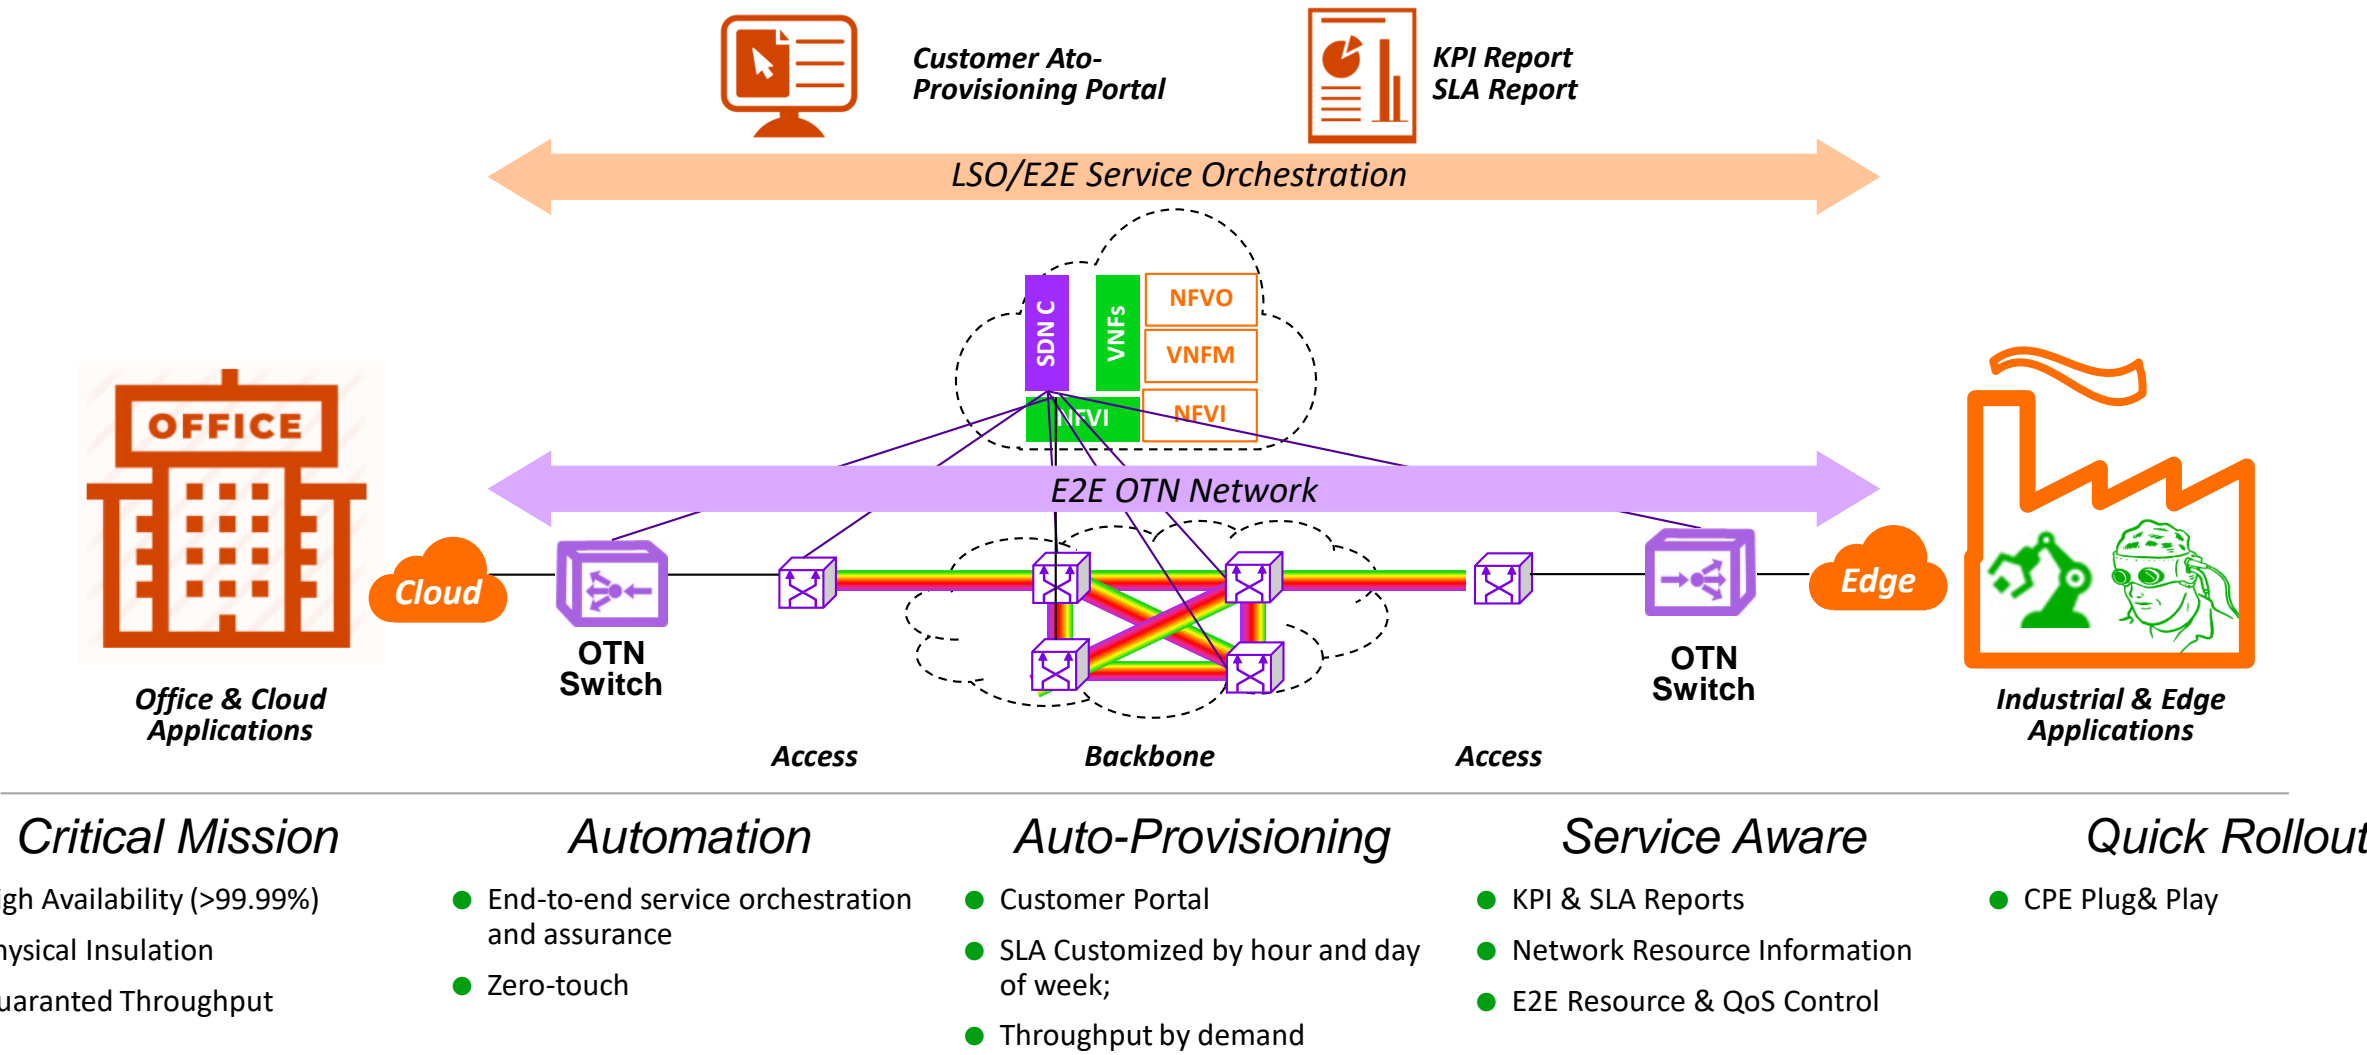 Customer Ato-
Provisioning Portal
KPI Report
SLA Report
LSO/E2E Service Orchestration
SDN C
VNFs
NFVO
VNFM
NFVI
NFVI
E2E OTN Network
OFFICE
Cloud
Edge
OTN
Switch
OTN
Switch
Office & Cloud
Applications
Industrial & Edge
Applications
Access
Backbone
Access
Critical Mission
igh Availability (>99.99%)
hysical Insulation
uaranted Throughput
Automation
End-to-end service orchestration
and assurance
Zero-touch
Auto-Provisioning
Customer Portal
SLA Customized by hour and day
of week;
Throughput by demand
Service Aware
KPI & SLA Reports
Network Resource Information
E2E Resource & QoS Control
Quick Rollout
CPE Plug& Play